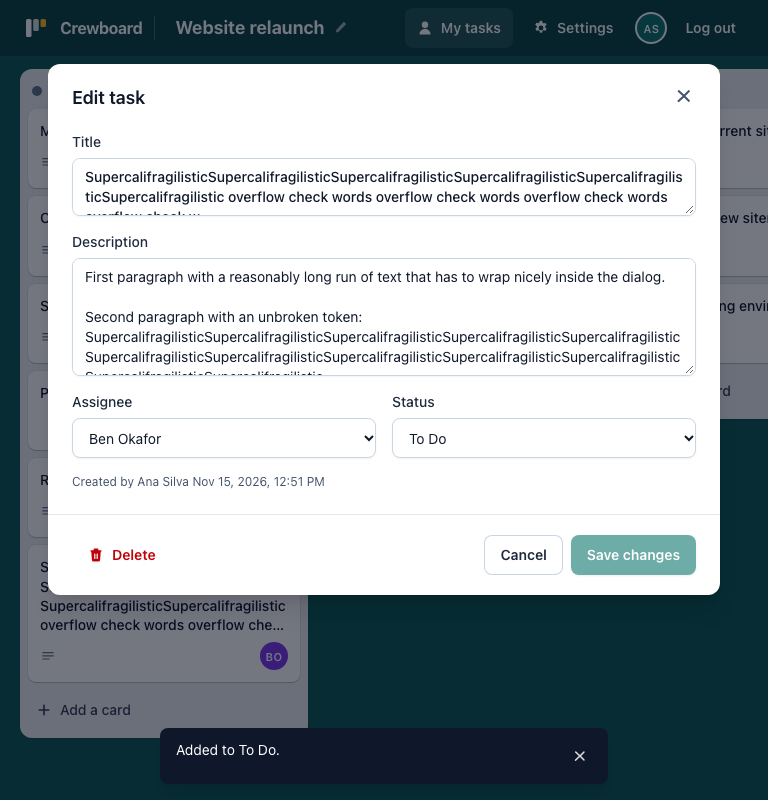 Crewboard
Website relaunch
My tasks
Settings
AS
Log out
Edit task
Title
SupercalifragilisticSupercalifragilisticSupercalifragilisticSupercalifragilisticSupercalifragilis
ticSupercalifragilistic overflow check words overflow check words overflow check words
overflow check w
Description
First paragraph with a reasonably long run of text that has to wrap nicely inside the dialog.
Second paragraph with an unbroken token:
SupercalifragilisticSupercalifragilisticSupercalifragilisticSupercalifragilisticSupercalifragilistic
SupercalifragilisticSupercalifragilisticSupercalifragilisticSupercalifragilisticSupercalifragilistic
SupercalifragilisticSupercalifragilistic
Assignee
Status
Ben Okafor
To Do
Created by Ana Silva Nov 15, 2026, 12:51 PM
Delete
Cancel
Save changes
SupercalifragilisticSupercalifragilistic
overflow check words overflow che...
BO
Add a card
Added to To Do.